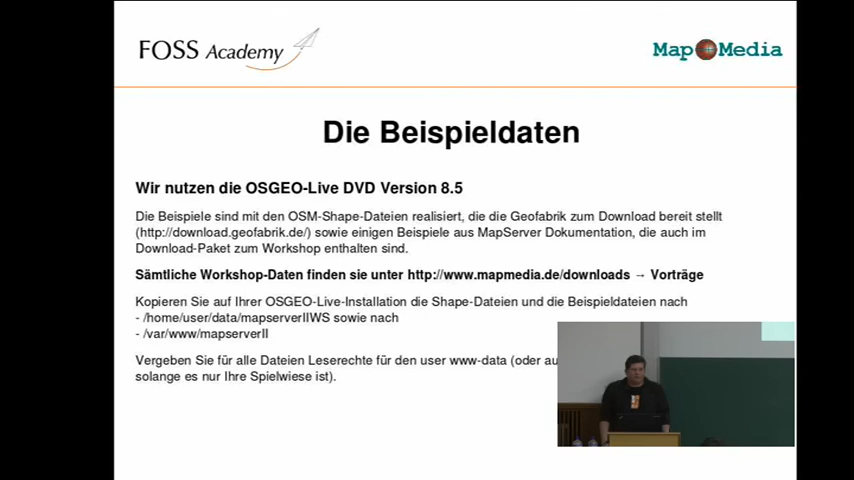 FOSS Academy
Map Media
Die Beispieldaten
Wir nutzen die OSGEO-Live DVD Version 8.5
Die Beispiele sind mit den OSM-Shape-Dateien realisiert, die die Geofabrik zum Download bereit stellt
(http://download.geofabrik.de/) sowie einigen Beispiele aus MapServer Dokumentation, die auch im
Download-Paket zum Workshop enthalten sind.
Sämtliche Workshop-Daten finden sie unter http://www.mapmedia.de/downloads → Vorträge
Kopieren Sie auf Ihrer OSGEO-Live-Installation die Shape-Dateien und die Beispieldateien nach
- /home/user/data/mapserverIIWS sowie nach
- /var/www/mapserverII
Vergeben Sie für alle Dateien Leserechte für den user www-data (oder
solange es nur Ihre Spielwiese ist).